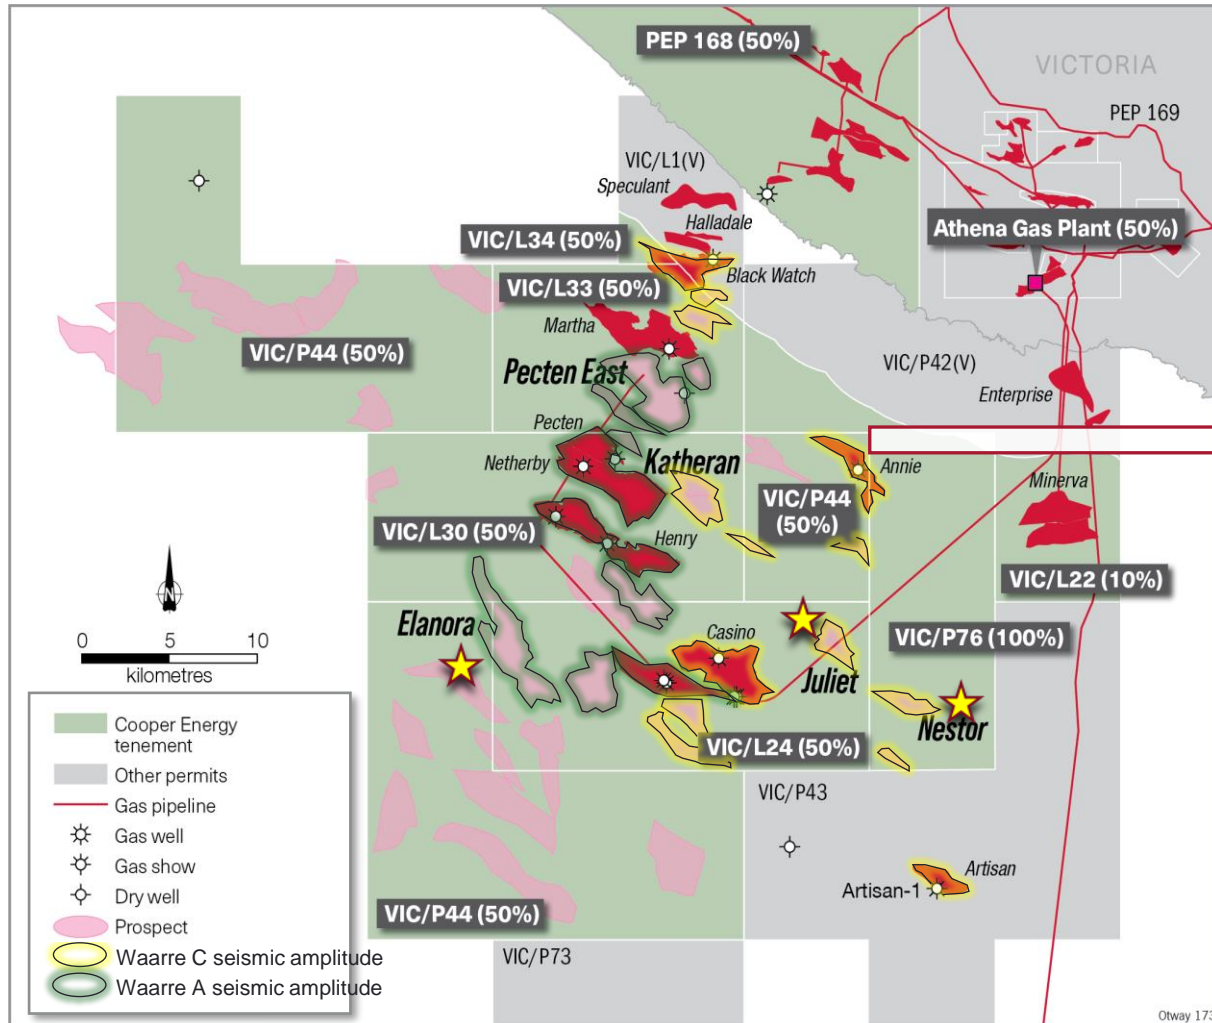 PEP 168 (50%)
VICTORIA
PEP 169
VIC/L1(V)
Speculant
Halladale
VIC/L34 (50%)
Athena Gas Plant (50%)
Black Watch
VIC/L33 (50%)
Martha
VIC/P44 (50%)
VIC/P42(V)
Pecten East
Enterprise
Pecten
Netherby
Katheran
Annie
VIC/P44
(50%)
Minerva
VIC/L30 (50%)
Henry
VIC/L22 (10%)
Elanora
Casino
VIC/P76 (100%)
Juliet
Nestor
VIC/L24 (50%)
VIC/P43
Artisan
Artisan-1
VIC/P44 (50%)
VIC/P73
N
0 5 10
kilometres
Cooper Energy
tenement
Other permits
Gas pipeline
Gas well
Gas show
Dry well
Prospect
Waarre C seismic amplitude
Waarre A seismic amplitude
Otway 173